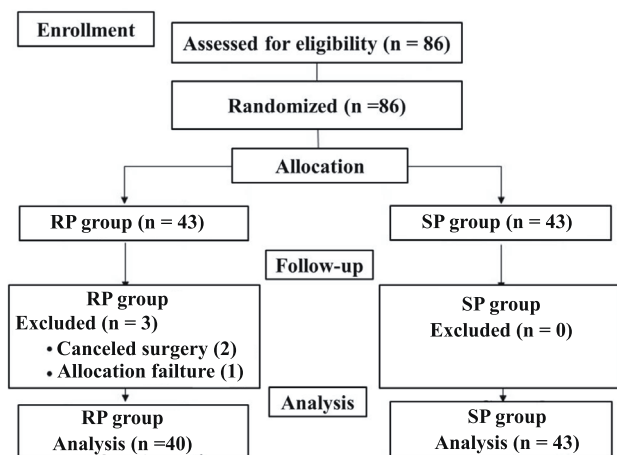 Enrollment
Assessed for eligibility (n = 86)
Randomized (n =86)
Allocation
RP group (n = 43)
SP group (n = 43)
Follow-up
RP group
Excluded (n = 3)
• Canceled surgery (2)
• Allocation failture (1)
SP group
Excluded (n = 0)
Analysis
RP group
Analysis (n =40)
SP group
Analysis (n = 43)